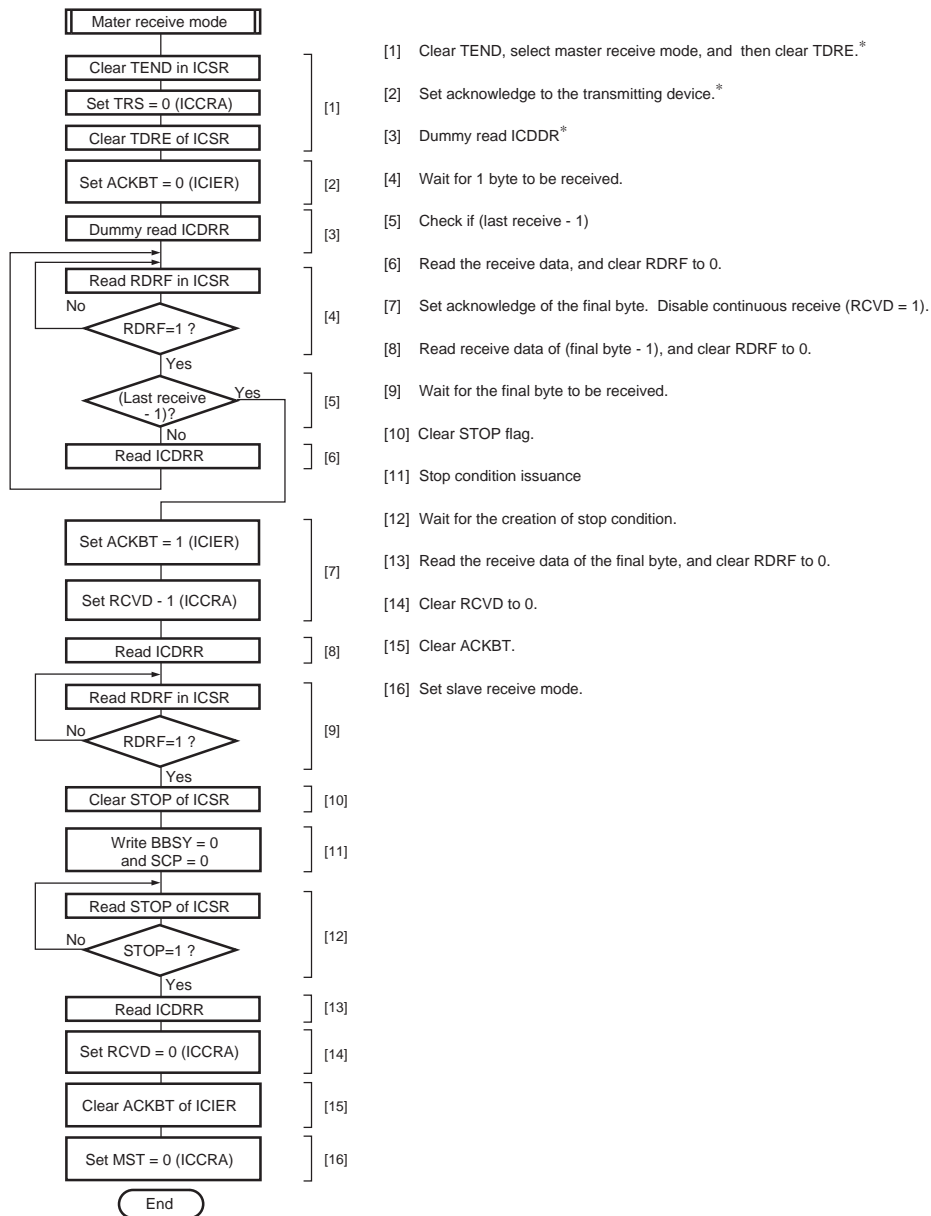 Mater receive mode
Clear TEND in ICSR
Set TRS = 0 (ICCRA)
Clear TDRE of ICSR
[1]
Set ACKBT = 0 (ICIER)
[2]
Dummy read ICDRR
[3]
Read RDRF in ICSR
No
RDRF=1 ?
[4]
Yes
(Last receive
- 1)?
Yes
[5]
No
Read ICDRR
[6]
Set ACKBT = 1 (ICIER)
[7]
Set RCVD - 1 (ICCRA)
Read ICDRR
[8]
Read RDRF in ICSR
No
RDRF=1 ?
[9]
Yes
Clear STOP of ICSR
[10]
Write BBSY = 0
and SCP = 0
[11]
Read STOP of ICSR
No
STOP=1 ?
[12]
Yes
Read ICDRR
[13]
Set RCVD = 0 (ICCRA)
[14]
Clear ACKBT of ICIER
[15]
Set MST = 0 (ICCRA)
[16]
End
[1] Clear TEND, select master receive mode, and then clear TDRE.*
[2] Set acknowledge to the transmitting device.*
[3] Dummy read ICDDR*
[4] Wait for 1 byte to be received.
[5] Check if (last receive - 1)
[6] Read the receive data, and clear RDRF to 0.
[7] Set acknowledge of the final byte. Disable continuous receive (RCVD = 1).
[8] Read receive data of (final byte - 1), and clear RDRF to 0.
[9] Wait for the final byte to be received.
[10] Clear STOP flag.
[11] Stop condition issuance
[12] Wait for the creation of stop condition.
[13] Read the receive data of the final byte, and clear RDRF to 0.
[14] Clear RCVD to 0.
[15] Clear ACKBT.
[16] Set slave receive mode.